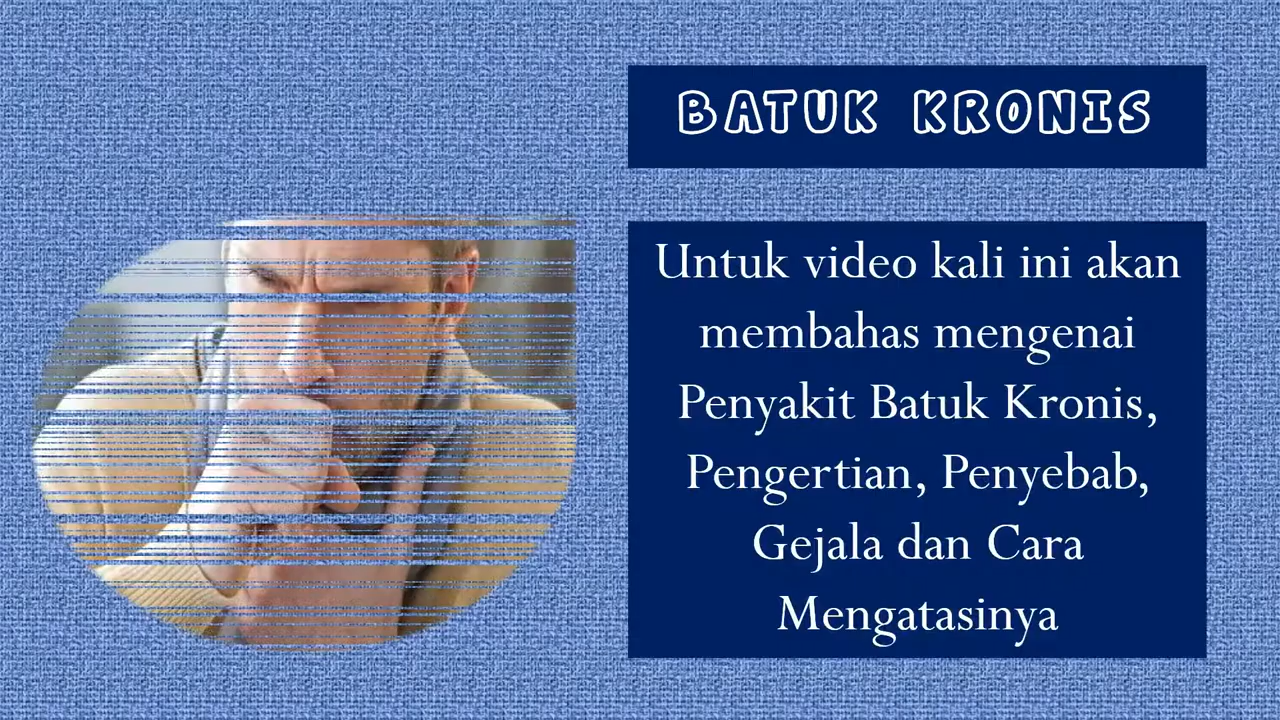 BATUK KRONIS
Untuk video kali ini akan
membahas mengenai
Penyakit Batuk Kronis,
Pengertian, Penyebab,
Gejala dan Cara
Mengatasinya